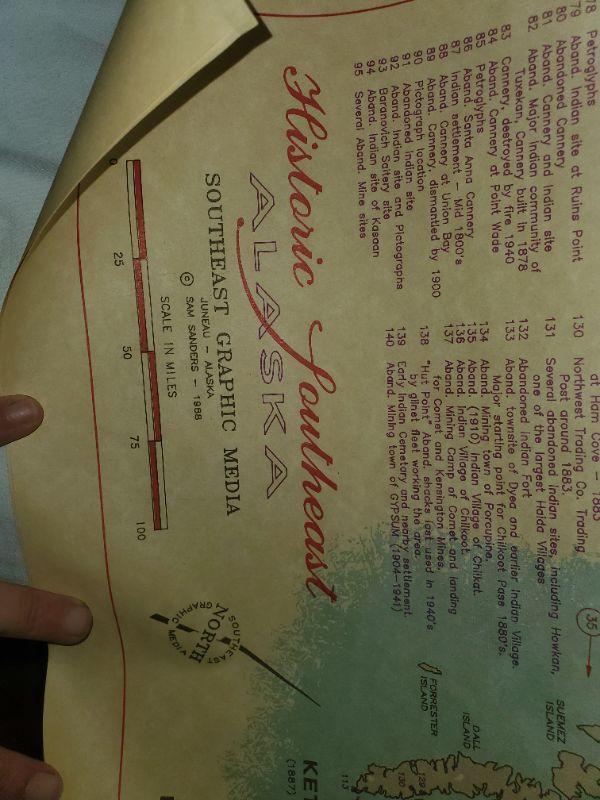 78 Petroglyphs
79 Aband. Indian site at Ruins Point
80 Abandoned Cannery
81 Aband. Cannery and Indian site
82 Aband. Major Indian community of
Tuxekan, Cannery built in 1878
83 Cannery, destroyed by fire 1940
84 Aband. Cannery at Point Wade
85 Petroglyphs
86 Aband. Santa Anna Cannery
87 Indian settlement - Mid 1800's
88 Aband. Cannery at Union Bay
89 Aband. Cannery, dismantled by 1900
90 Pictograph location
91 Abandoned Indian site
92 Aband. Indian site and Pictographs
93 Baranovich Saltery site
94 Aband. Indian site of Kasaan
95 Several Aband. Mine sites
at Ham Cove - 1883
130 Northwest Trading Co. Trading
Post around 1883.
131 Several abandoned indian sites, including Howkan,
one of the largest Haida Villages
132 Abandoned Indian Fort
133 Aband. townsite of Dyea and earlier Indian Village.
Major starting point for Chilkoot Pass 1880's.
134 Aband. Mining town of Porcupine.
135 Aband. (1910) Indian Village of Chilkat.
136 Aband. Indian Village of Chilkoot.
137 Aband. Mining Camp of Comet and landing
for Comet and Kensington Mines.
138 "Hut Point" Aband. shacks last used in 1940's
by gilnet fleet working the area.
139 Early Indian Cemetary and nearby settlement.
140 Aband. Mining town of GYPSUM (1904-1941)
Historic Southeast
ALASKA
SOUTHEAST GRAPHIC MEDIA
JUNEAU - ALASKA
© SAM SANDERS - 1988
SCALE IN MILES
0 25 50 75 100
SOUTHEAST
NORTH
GRAPHIC MEDIA
35
SUEMEZ
ISLAND
DALL
ISLAND
FORRESTER
ISLAND
129
130
113
KET
(1887)